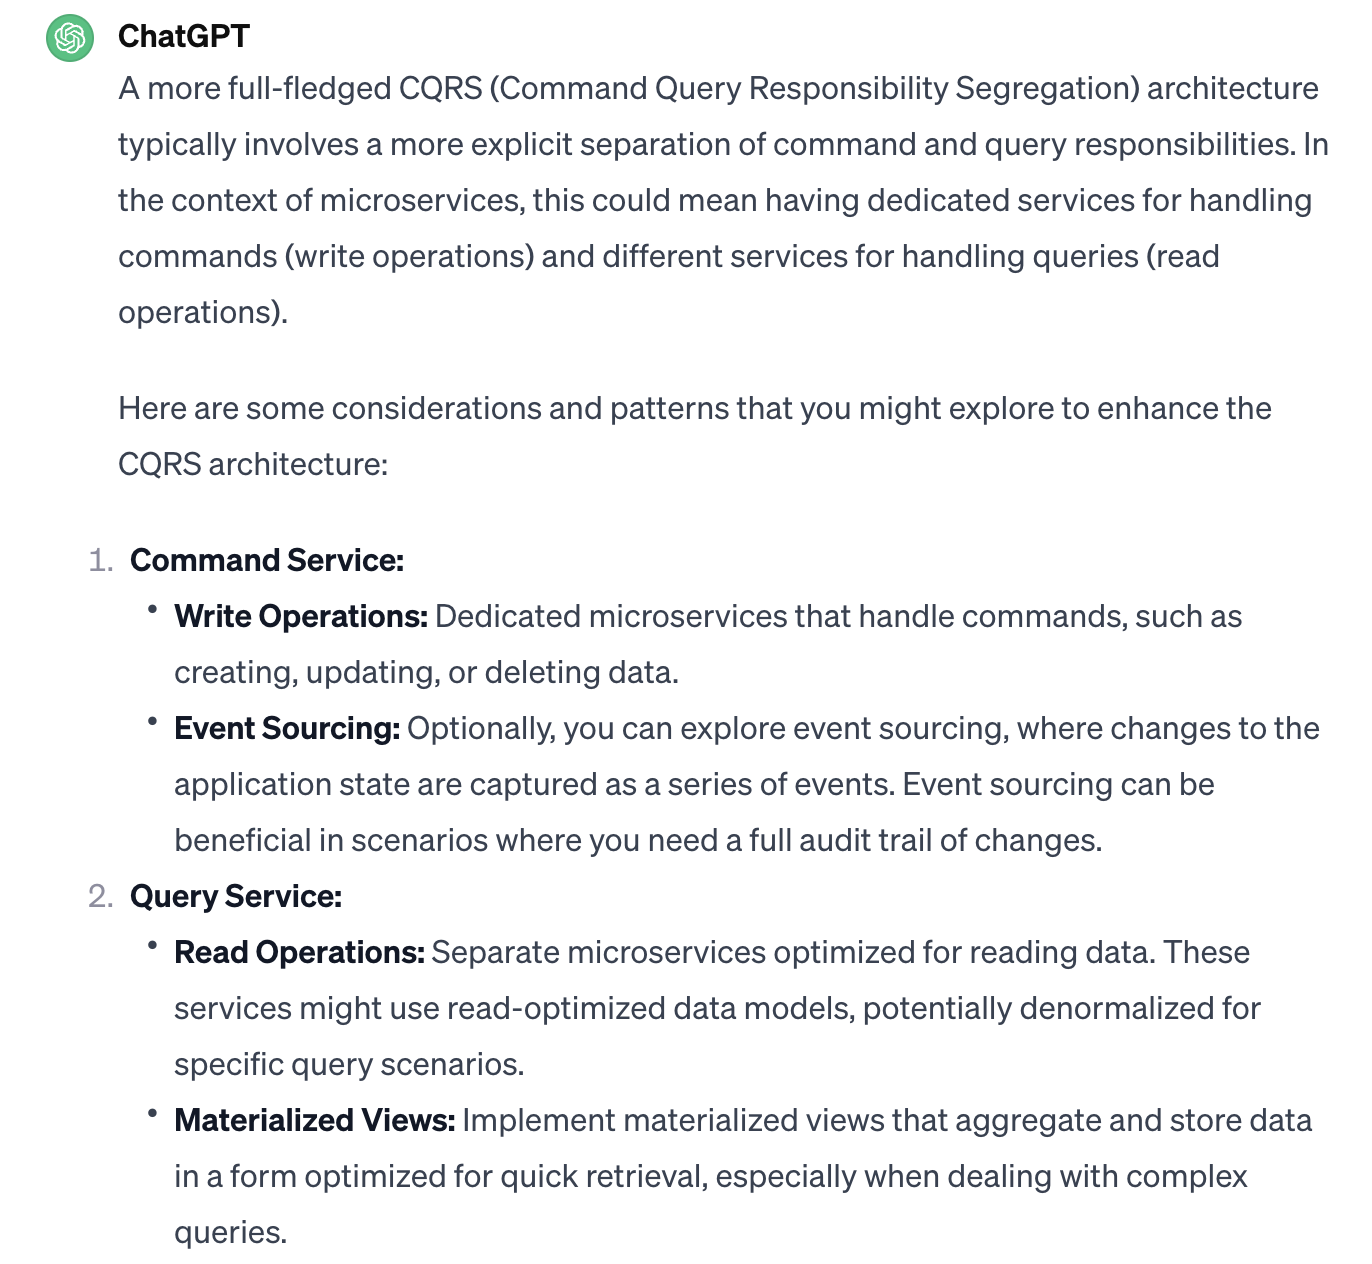 ChatGPT
A more full-fledged CQRS (Command Query Responsibility Segregation) architecture
typically involves a more explicit separation of command and query responsibilities. In
the context of microservices, this could mean having dedicated services for handling
commands (write operations) and different services for handling queries (read
operations).
Here are some considerations and patterns that you might explore to enhance the
CQRS architecture:
1. Command Service:
• Write Operations: Dedicated microservices that handle commands, such as
creating, updating, or deleting data.
• Event Sourcing: Optionally, you can explore event sourcing, where changes to the
application state are captured as a series of events. Event sourcing can be
beneficial in scenarios where you need a full audit trail of changes.
2. Query Service:
• Read Operations: Separate microservices optimized for reading data. These
services might use read-optimized data models, potentially denormalized for
specific query scenarios.
• Materialized Views: Implement materialized views that aggregate and store data
in a form optimized for quick retrieval, especially when dealing with complex
queries.